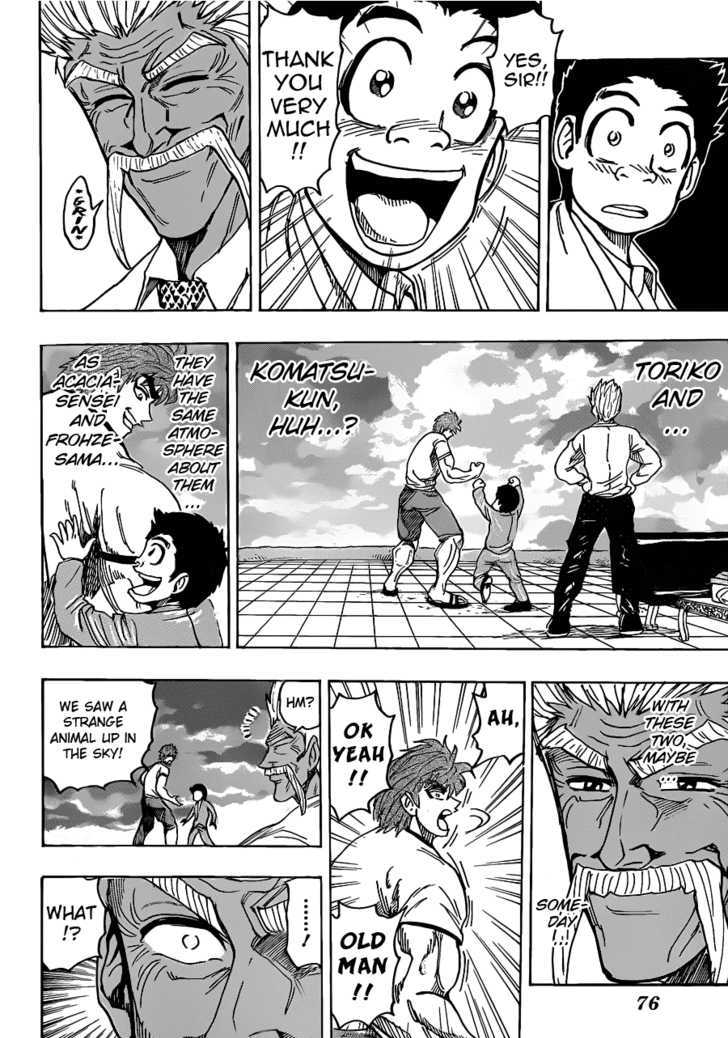 YES,
SIR!!
THANK
YOU
VERY
MUCH
!!
-GRIN-
TORIKO
AND
...
KOMATSU-
KUN,
HUH...?
THEY
HAVE
THE
SAME
ATMO-
SPHERE
ABOUT
THEM
...
AS
ACACIA-
SENSEI
AND
FROHZE-
SAMA...
WITH
THESE
TWO,
MAYBE
...
SOME-
DAY
...!
AH,
OK
YEAH
!!
OLD
MAN
!!
HM?
WE SAW A
STRANGE
ANIMAL UP IN
THE SKY!
......!
WHAT
!?
76